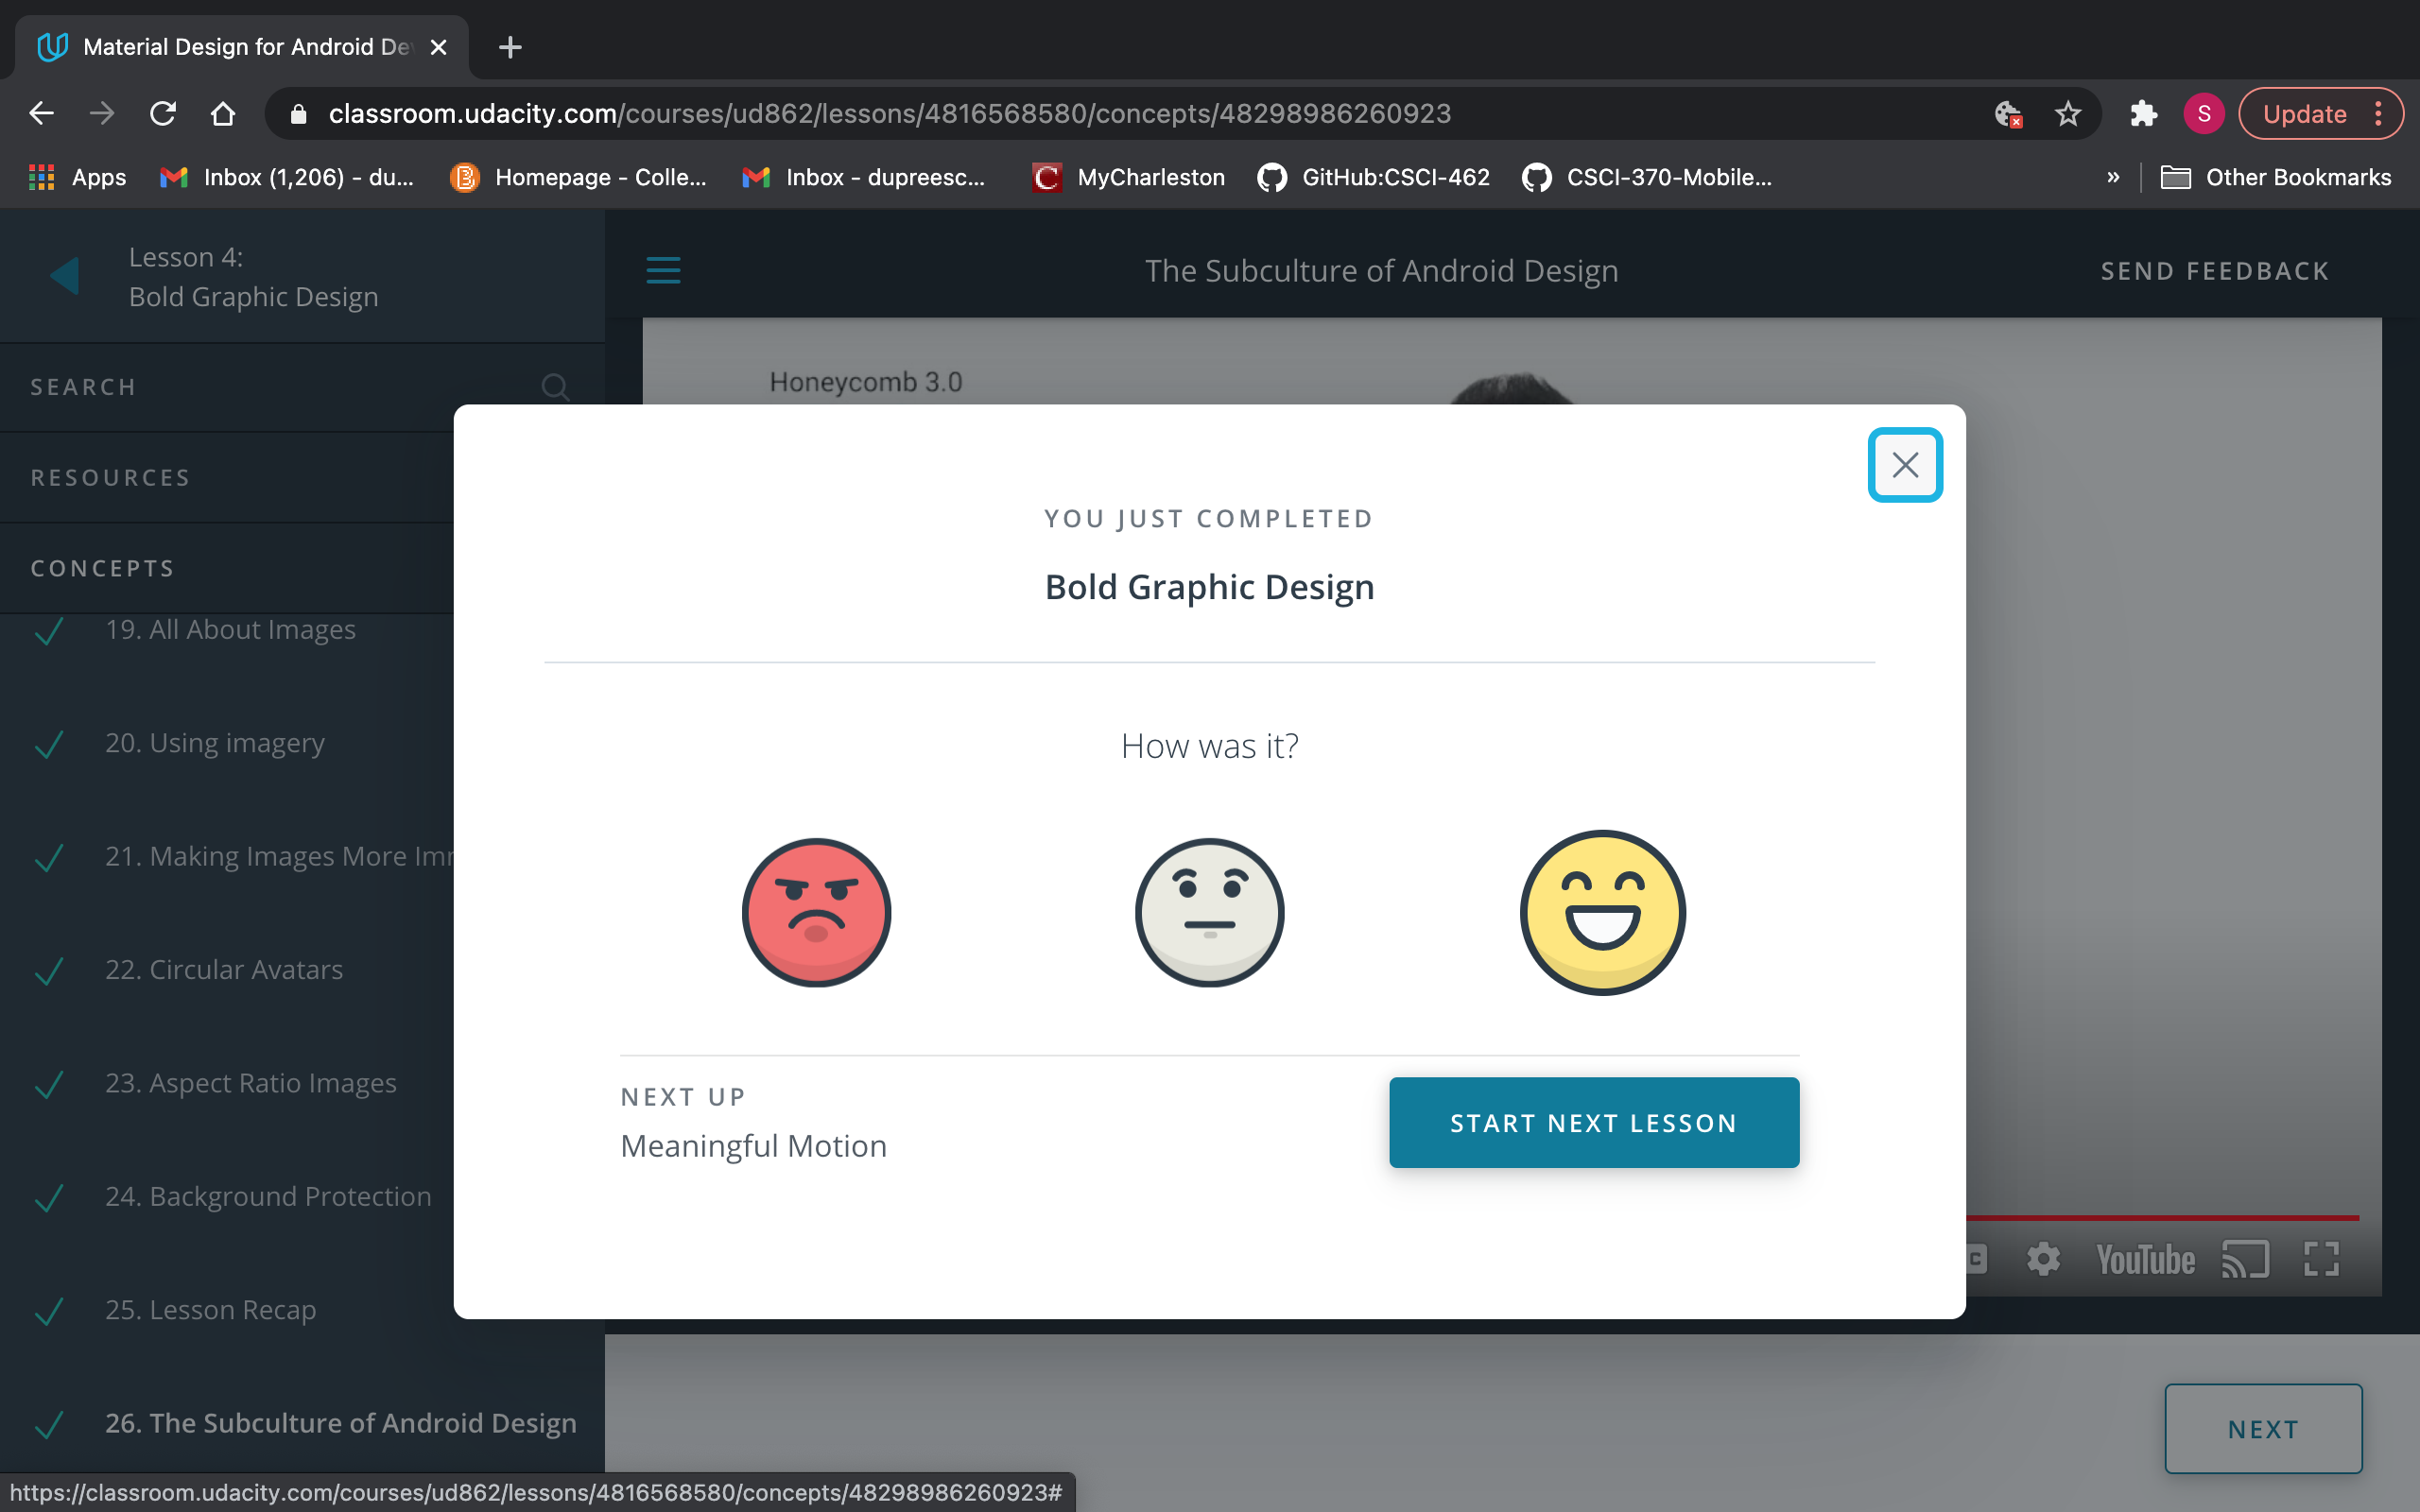 Material Design for Android De
classroom.udacity.com/courses/ud862/lessons/4816568580/concepts/48298986260923
S
Update
Apps
Inbox (1,206) - du...
Homepage - Colle...
Inbox - dupreesc...
MyCharleston
GitHub:CSCI-462
CSCI-370-Mobile...
»
Other Bookmarks
Lesson 4:
Bold Graphic Design
The Subculture of Android Design
SEND FEEDBACK
SEARCH
RESOURCES
CONCEPTS
19. All About Images
20. Using imagery
21. Making Images More Im
22. Circular Avatars
23. Aspect Ratio Images
24. Background Protection
25. Lesson Recap
26. The Subculture of Android Design
Honeycomb 3.0
YOU JUST COMPLETED
Bold Graphic Design
How was it?
NEXT UP
Meaningful Motion
START NEXT LESSON
YouTube
NEXT
https://classroom.udacity.com/courses/ud862/lessons/4816568580/concepts/48298986260923#